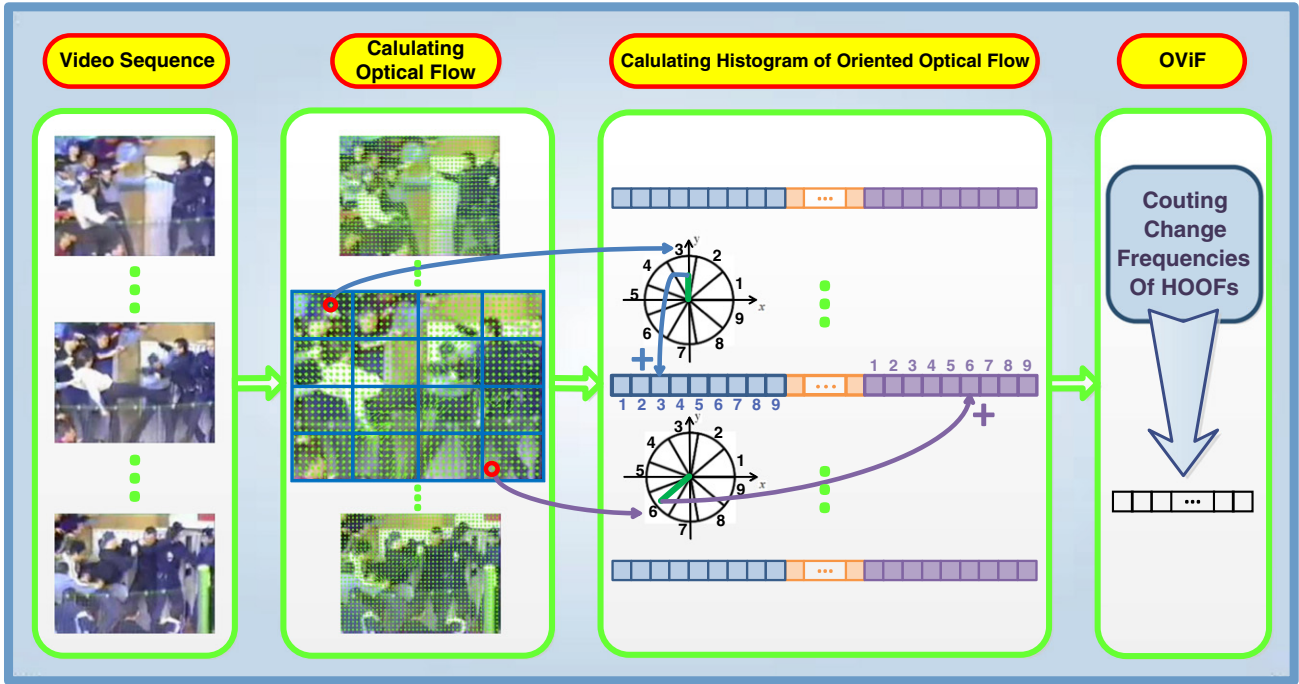 Video Sequence
Calulating
Optical Flow
Calulating Histogram of Oriented Optical Flow
OViF
...
y
3
2
4
1
5
x
9
6
8
7
+
1 2 3 4 5 6 7 8 9
...
1 2 3 4 5 6 7 8 9
+
y
3
2
4
1
5
x
9
6
8
7
...
Couting
Change
Frequencies
Of HOOFs
...